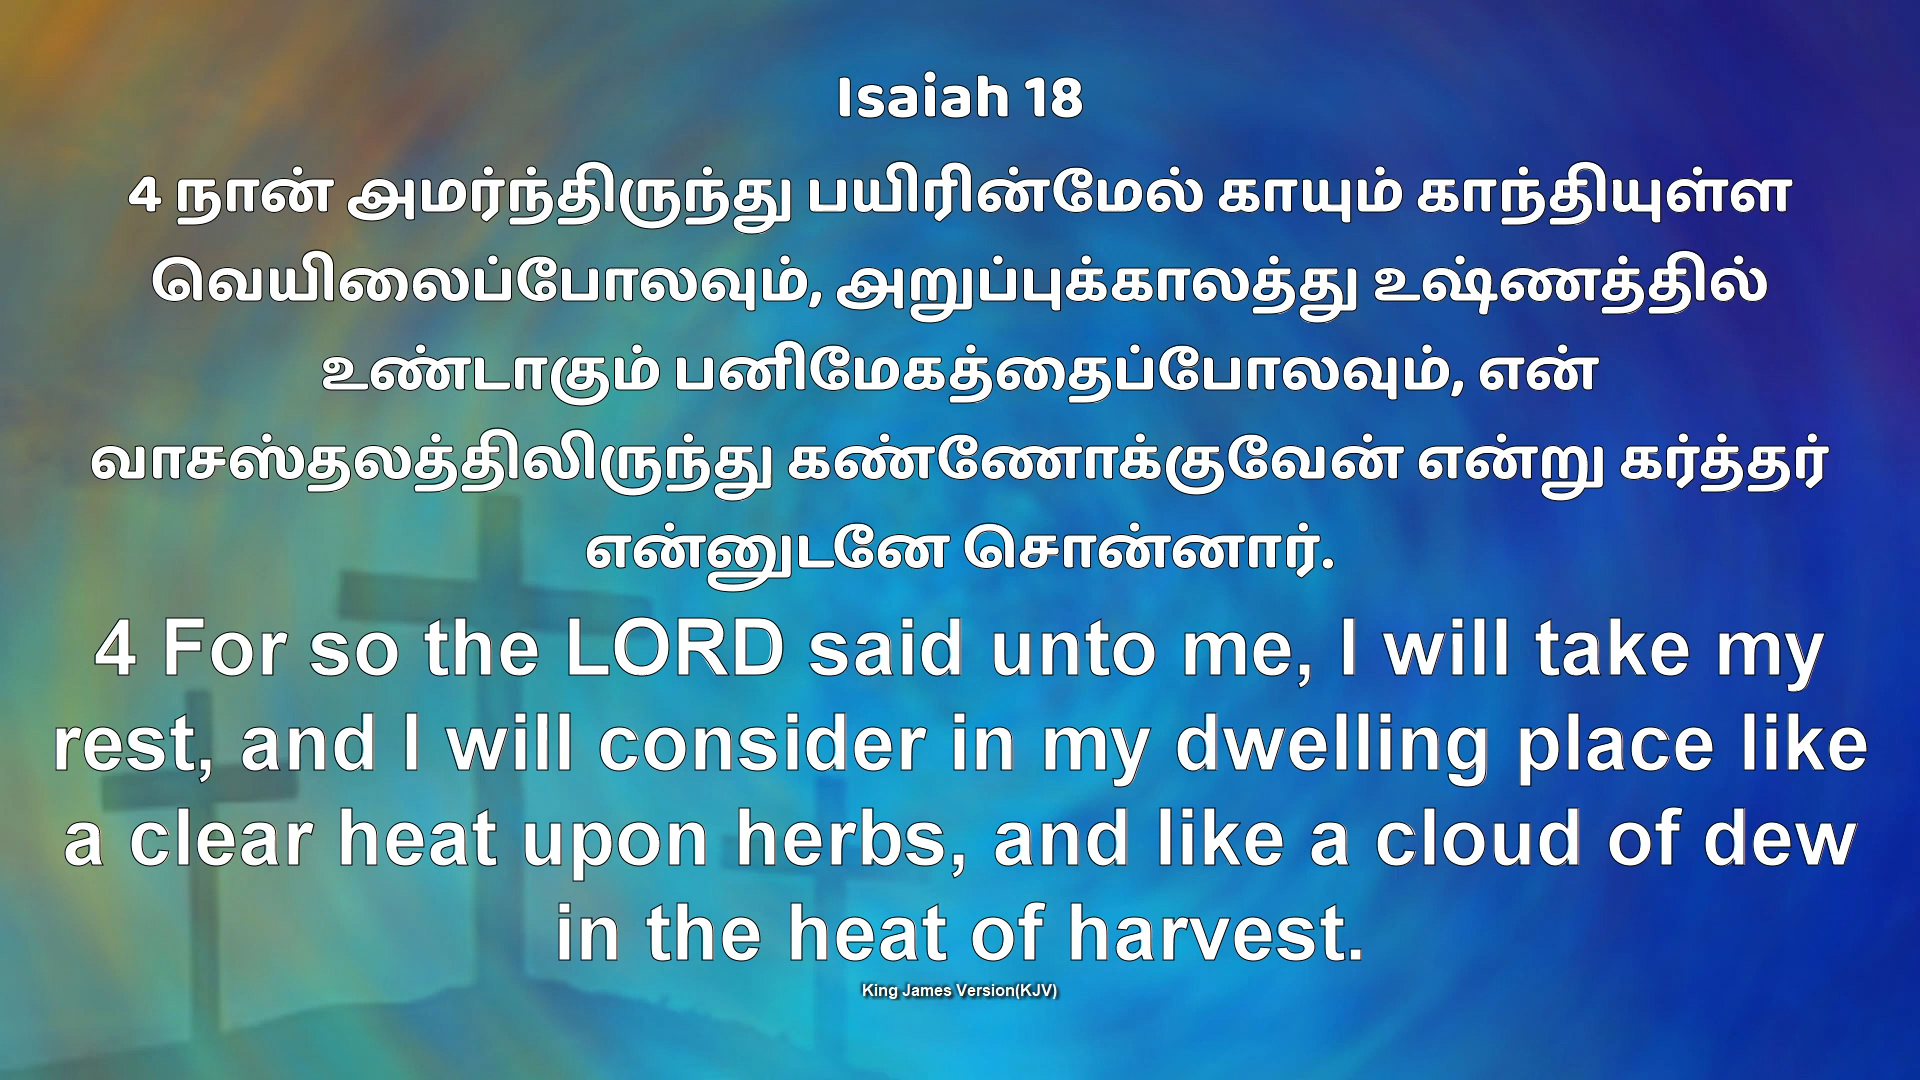 Isaiah 18
4 நான் அமர்ந்திருந்து பயிரின்மேல் காயும் காந்தியுள்ள
வெயிலைப்போலவும், அறுப்புக்காலத்து உஷ்ணத்தில்
உண்டாகும் பனிமேகத்தைப்போலவும், என்
வாசஸ்தலத்திலிருந்து கண்ணோக்குவேன் என்று கர்த்தர்
என்னுடனே சொன்னார்.
4 For so the LORD said unto me, I will take my
rest, and I will consider in my dwelling place like
a clear heat upon herbs, and like a cloud of dew
in the heat of harvest.
King James Version(KJV)